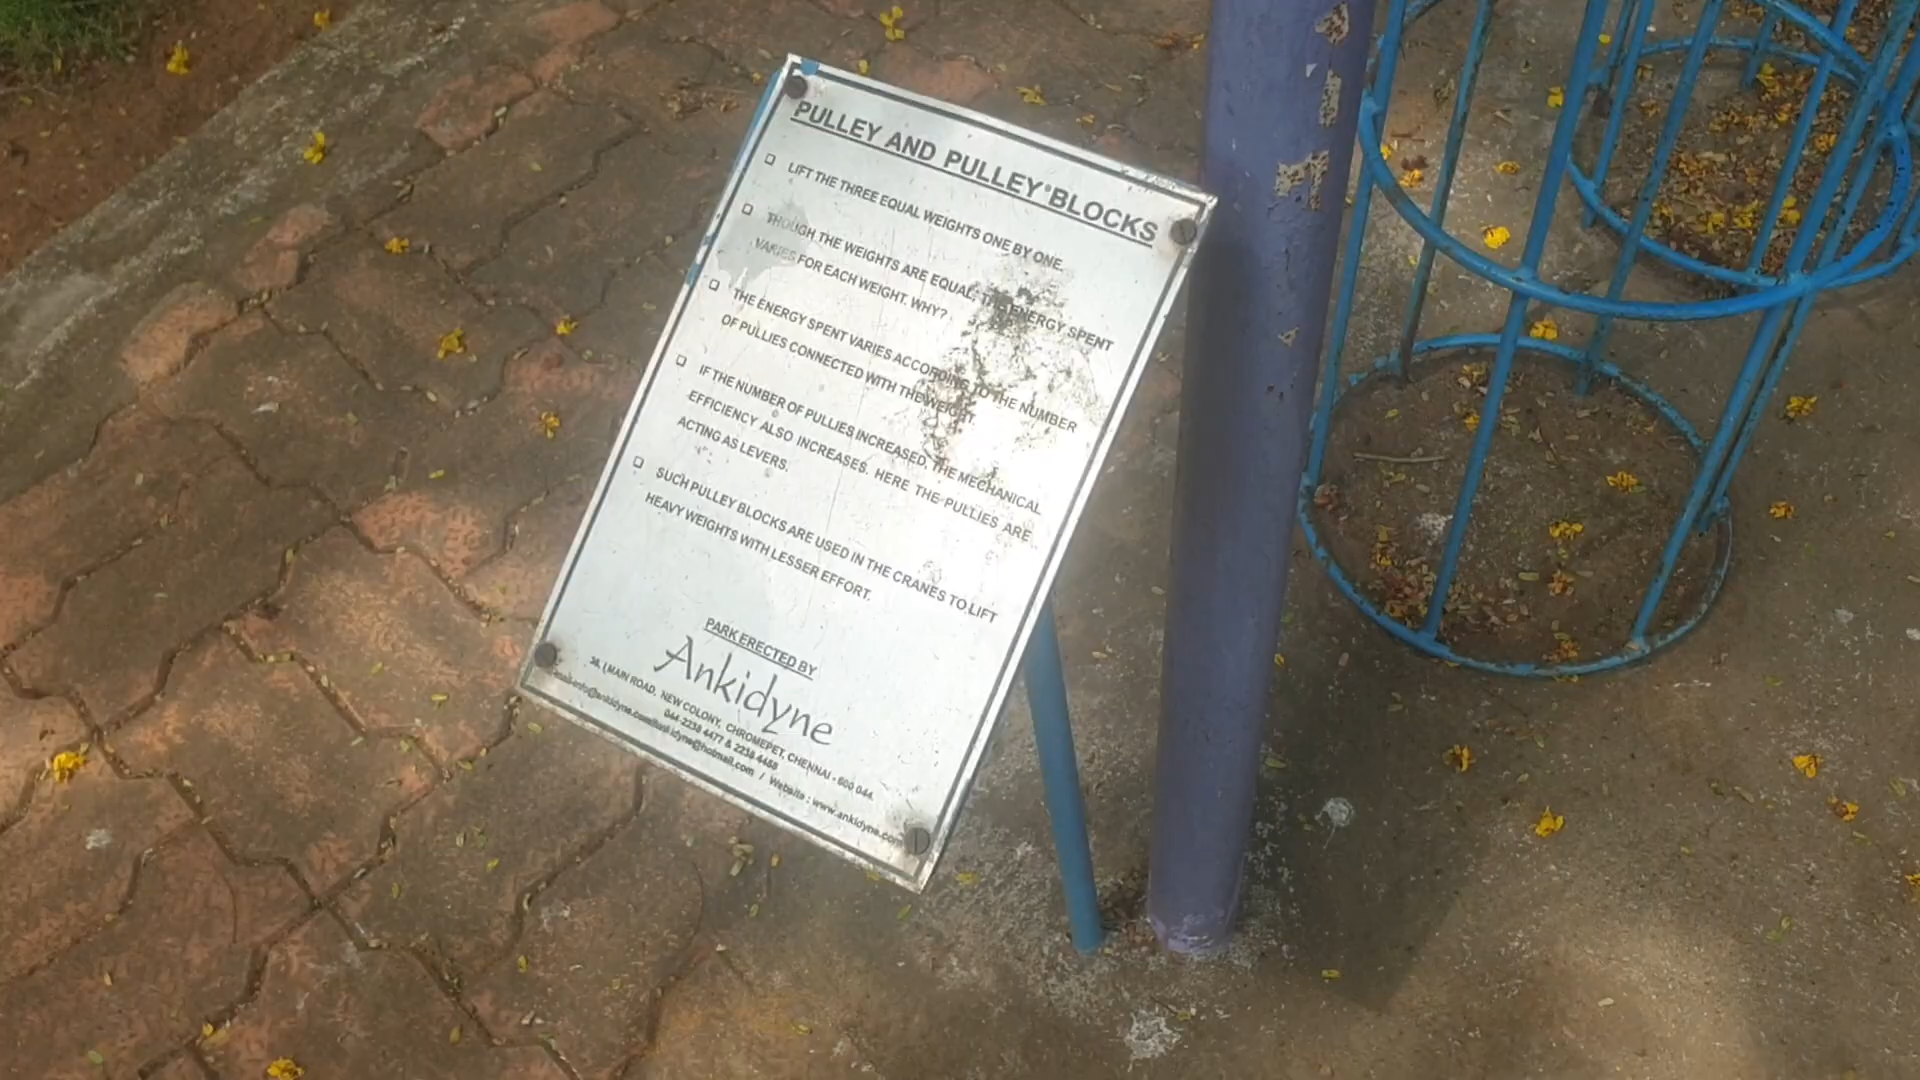 PULLEY AND PULLEY BLOCKS
LIFT THE THREE EQUAL WEIGHTS ONE BY ONE.
THOUGH THE WEIGHTS ARE EQUAL, THE ENERGY SPENT
VARIES FOR EACH WEIGHT. WHY?
THE ENERGY SPENT VARIES ACCORDING TO THE NUMBER
OF PULLIES CONNECTED WITH THE WEIGHT.
IF THE NUMBER OF PULLIES INCREASED, THE MECHANICAL
EFFICIENCY ALSO INCREASES. HERE THE PULLIES ARE
ACTING AS LEVERS.
SUCH PULLEY BLOCKS ARE USED IN THE CRANES TO LIFT
HEAVY WEIGHTS WITH LESSER EFFORT.
PARK ERECTED BY
Ankidyne
MAIN ROAD, NEW COLONY, CHROMEPET, CHENNAI - 600 044.
044-2238 4477 & 2238 4488
/ Website : www.ankidyne.com